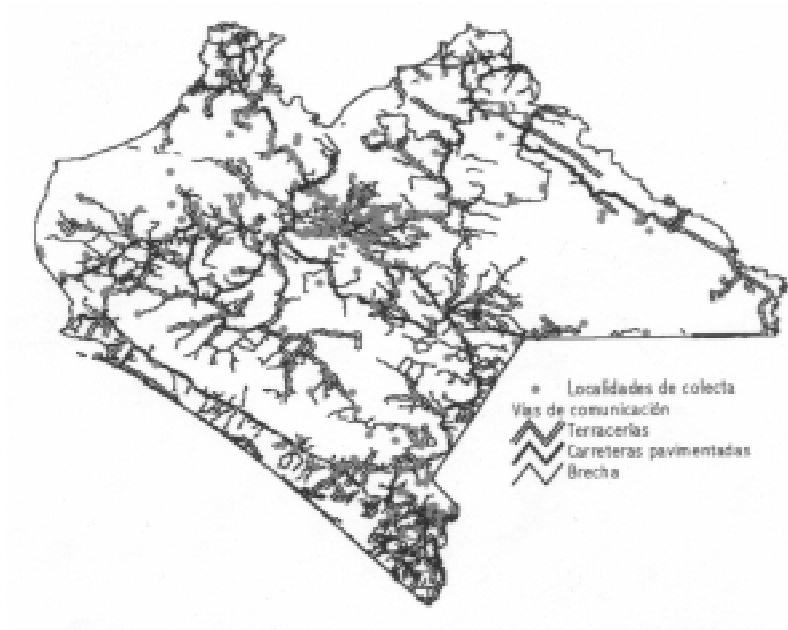 Localidades de colecta
Vías de comunicación
Terracerías
Carreteras pavimentadas
Brecha